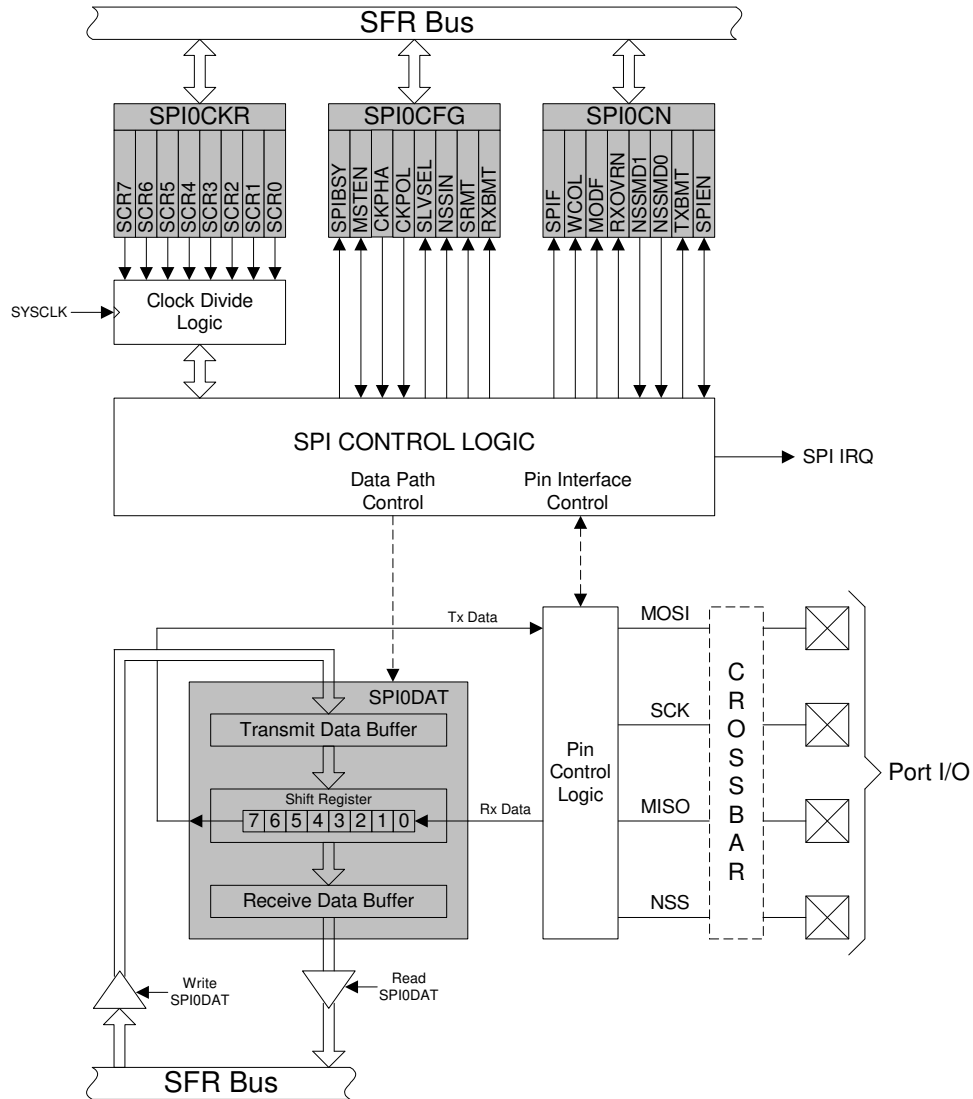 SFR Bus
SPI0CKR
SPI0CFG
SPI0CN
SCR7
SCR6
SCR5
SCR4
SCR3
SCR2
SCR1
SCR0
SPIBSY
MSTEN
CKPHA
CKPOL
SLVSEL
NSSIN
SRMT
RXBMT
SPIF
WCOL
MODF
RXOVRN
NSSMD1
NSSMD0
TXBMT
SPIEN
SYSCLK
Clock Divide
Logic
SPI CONTROL LOGIC
SPI IRQ
Data Path
Control
Pin Interface
Control
Tx Data
MOSI
SPI0DAT
Transmit Data Buffer
SCK
Shift Register
7 6 5 4 3 2 1 0
Rx Data
Pin
Control
Logic
MISO
Receive Data Buffer
NSS
CROSSBAR
Port I/O
Write
SPI0DAT
Read
SPI0DAT
SFR Bus